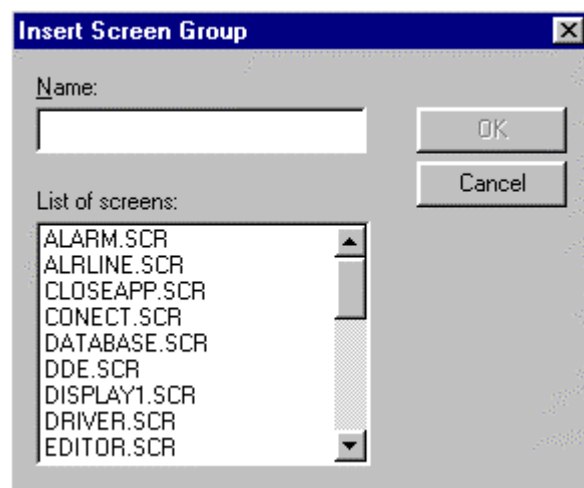 Insert Screen Group
Name:
OK
Cancel
List of screens:
ALARM.SCR
ALRLINE.SCR
CLOSEAPP.SCR
CONECT.SCR
DATABASE.SCR
DDE.SCR
DISPLAY1.SCR
DRIVER.SCR
EDITOR.SCR